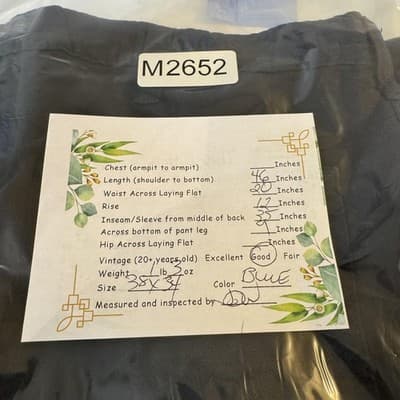 M2652
Chest (armpit to armpit) Inches
Length (shoulder to bottom) 46 Inches
Waist Across Laying Flat 20 Inches
Rise 12 Inches
Inseam/Sleeve from middle of back 35 Inches
Across bottom of pant leg 9 Inches
Hip Across Laying Flat Inches
Vintage (20+ years old) Excellent Good Fair
Weight 1 lb 3 oz
Size Color BLUE
Measured and inspected by